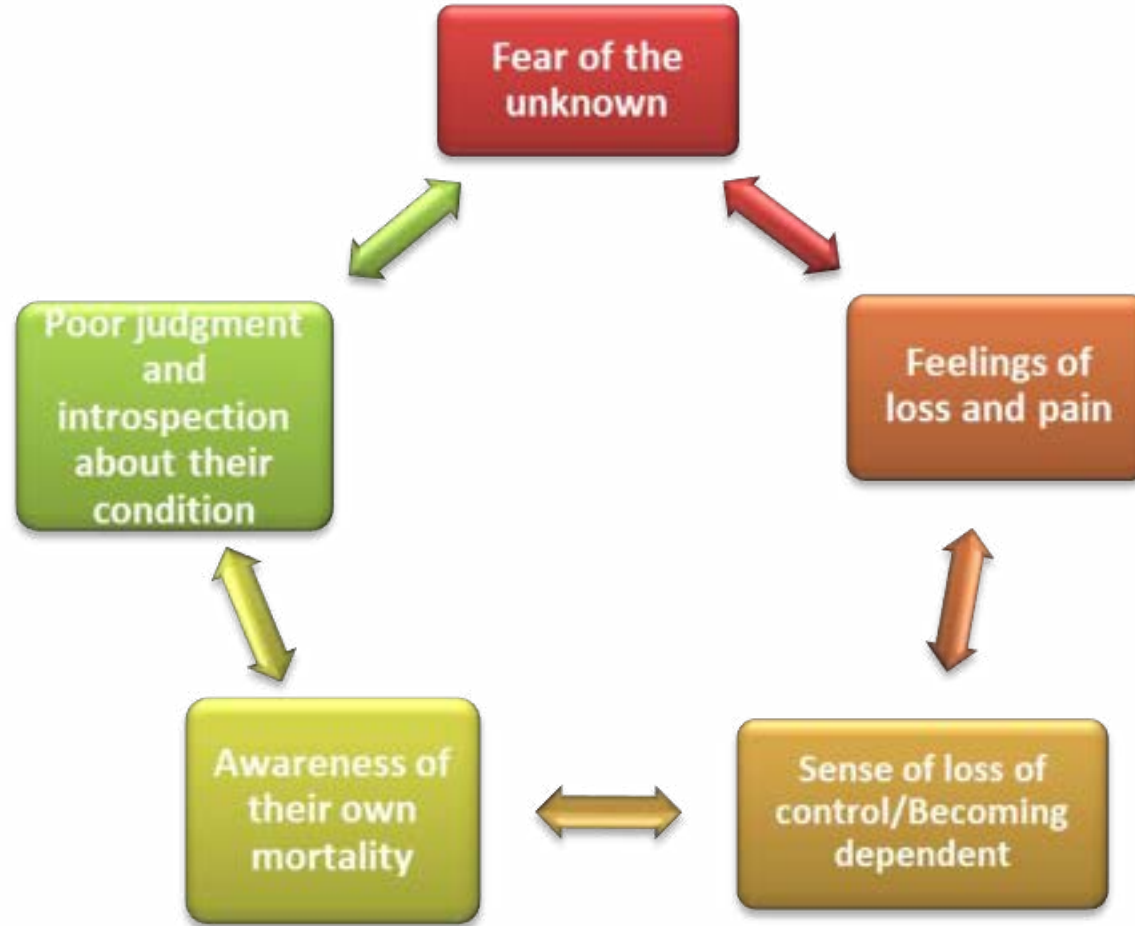 Fear of the
unknown
Feelings of
loss and pain
Sense of loss of
control/Becoming
dependent
Awareness of
their own
mortality
Poor judgment
and
introspection
about their
condition